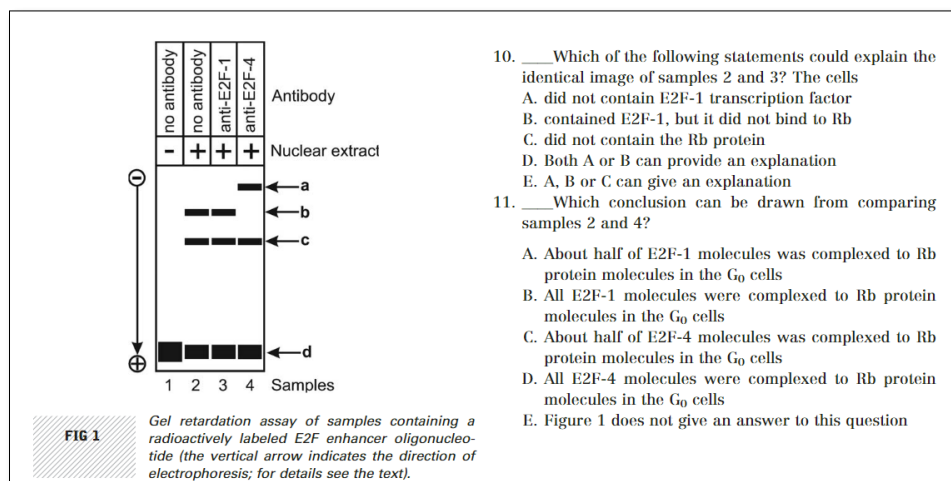 no antibody
no antibody
anti-E2F-1
anti-E2F-4
Antibody
- + + + Nuclear extract
⊖
a
b
c
d
⊕
1 2 3 4 Samples
FIG 1
Gel retardation assay of samples containing a
radioactively labeled E2F enhancer oligonucleo-
tide (the vertical arrow indicates the direction of
electrophoresis; for details see the text).
10. ___Which of the following statements could explain the
identical image of samples 2 and 3? The cells
A. did not contain E2F-1 transcription factor
B. contained E2F-1, but it did not bind to Rb
C. did not contain the Rb protein
D. Both A or B can provide an explanation
E. A, B or C can give an explanation
11. ___Which conclusion can be drawn from comparing
samples 2 and 4?
A. About half of E2F-1 molecules was complexed to Rb
protein molecules in the G₀ cells
B. All E2F-1 molecules were complexed to Rb protein
molecules in the G₀ cells
C. About half of E2F-4 molecules was complexed to Rb
protein molecules in the G₀ cells
D. All E2F-4 molecules were complexed to Rb protein
molecules in the G₀ cells
E. Figure 1 does not give an answer to this question